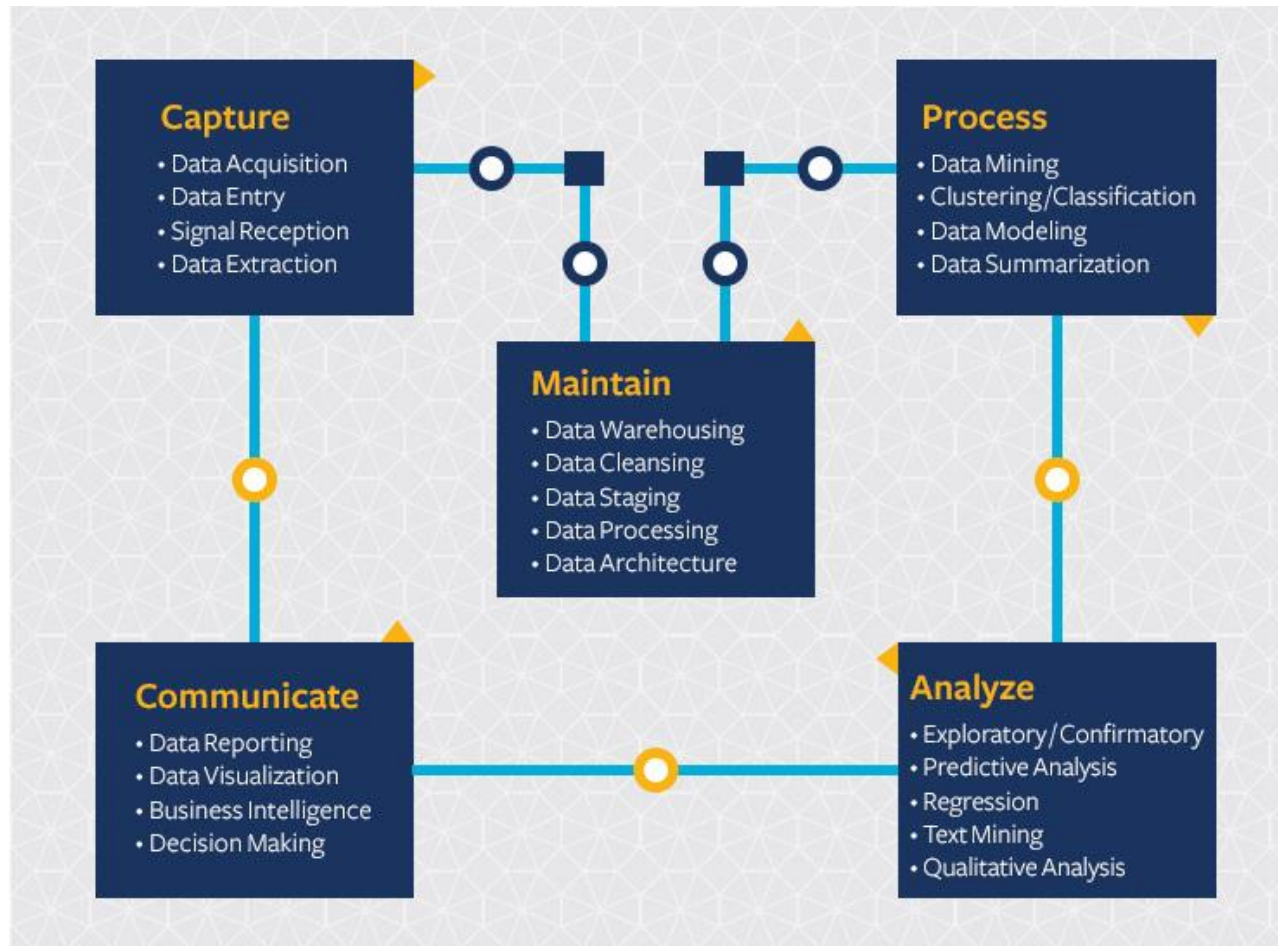 Capture
• Data Acquisition
• Data Entry
• Signal Reception
• Data Extraction
Process
• Data Mining
• Clustering/Classification
• Data Modeling
• Data Summarization
Maintain
• Data Warehousing
• Data Cleansing
• Data Staging
• Data Processing
• Data Architecture
Communicate
• Data Reporting
• Data Visualization
• Business Intelligence
• Decision Making
Analyze
• Exploratory/Confirmatory
• Predictive Analysis
• Regression
• Text Mining
• Qualitative Analysis